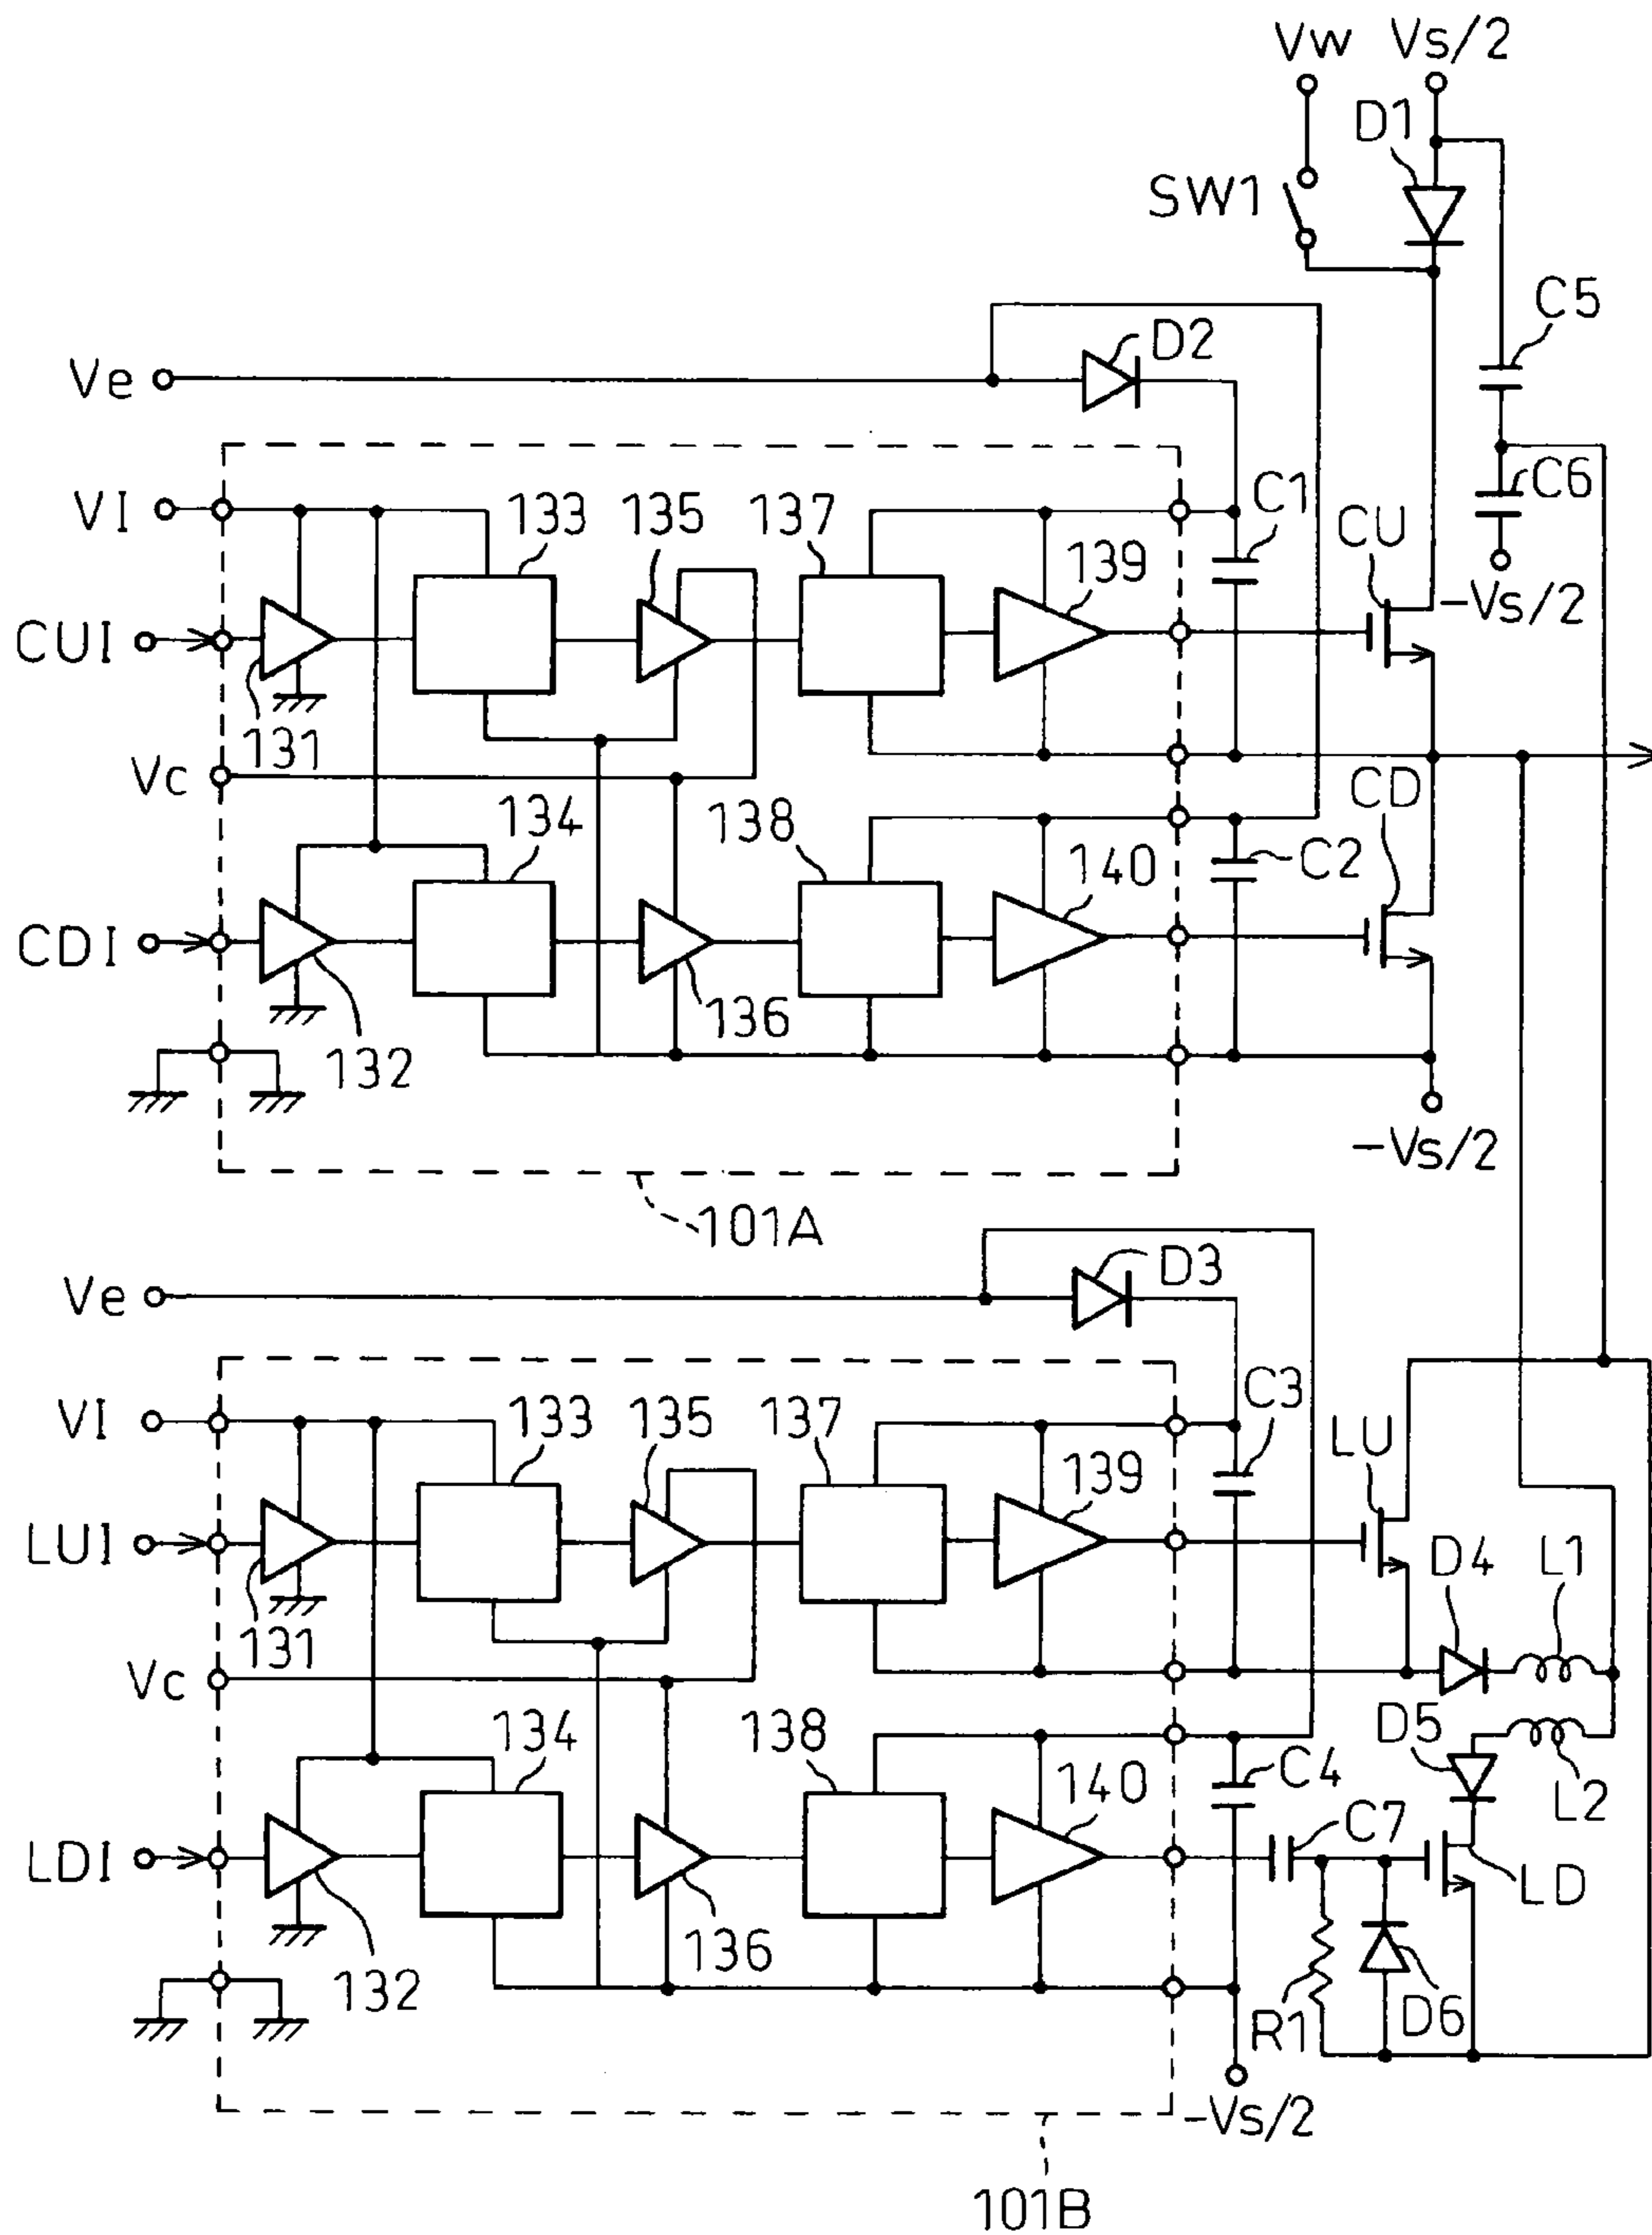 Vw Vs/2
D1
SW1
C5
D2
Ve
C6
VI
133
135
137
C1
139
CU
-Vs/2
CUI
131
Vc
134
138
CD
140
C2
CDI
136
132
-Vs/2
101A
D3
Ve
C3
VI
133
135
137
LU
139
LUI
D4
L1
131
Vc
134
138
D5
C4
140
L2
C7
LDI
LD
136
132
R1
D6
-Vs/2
101B